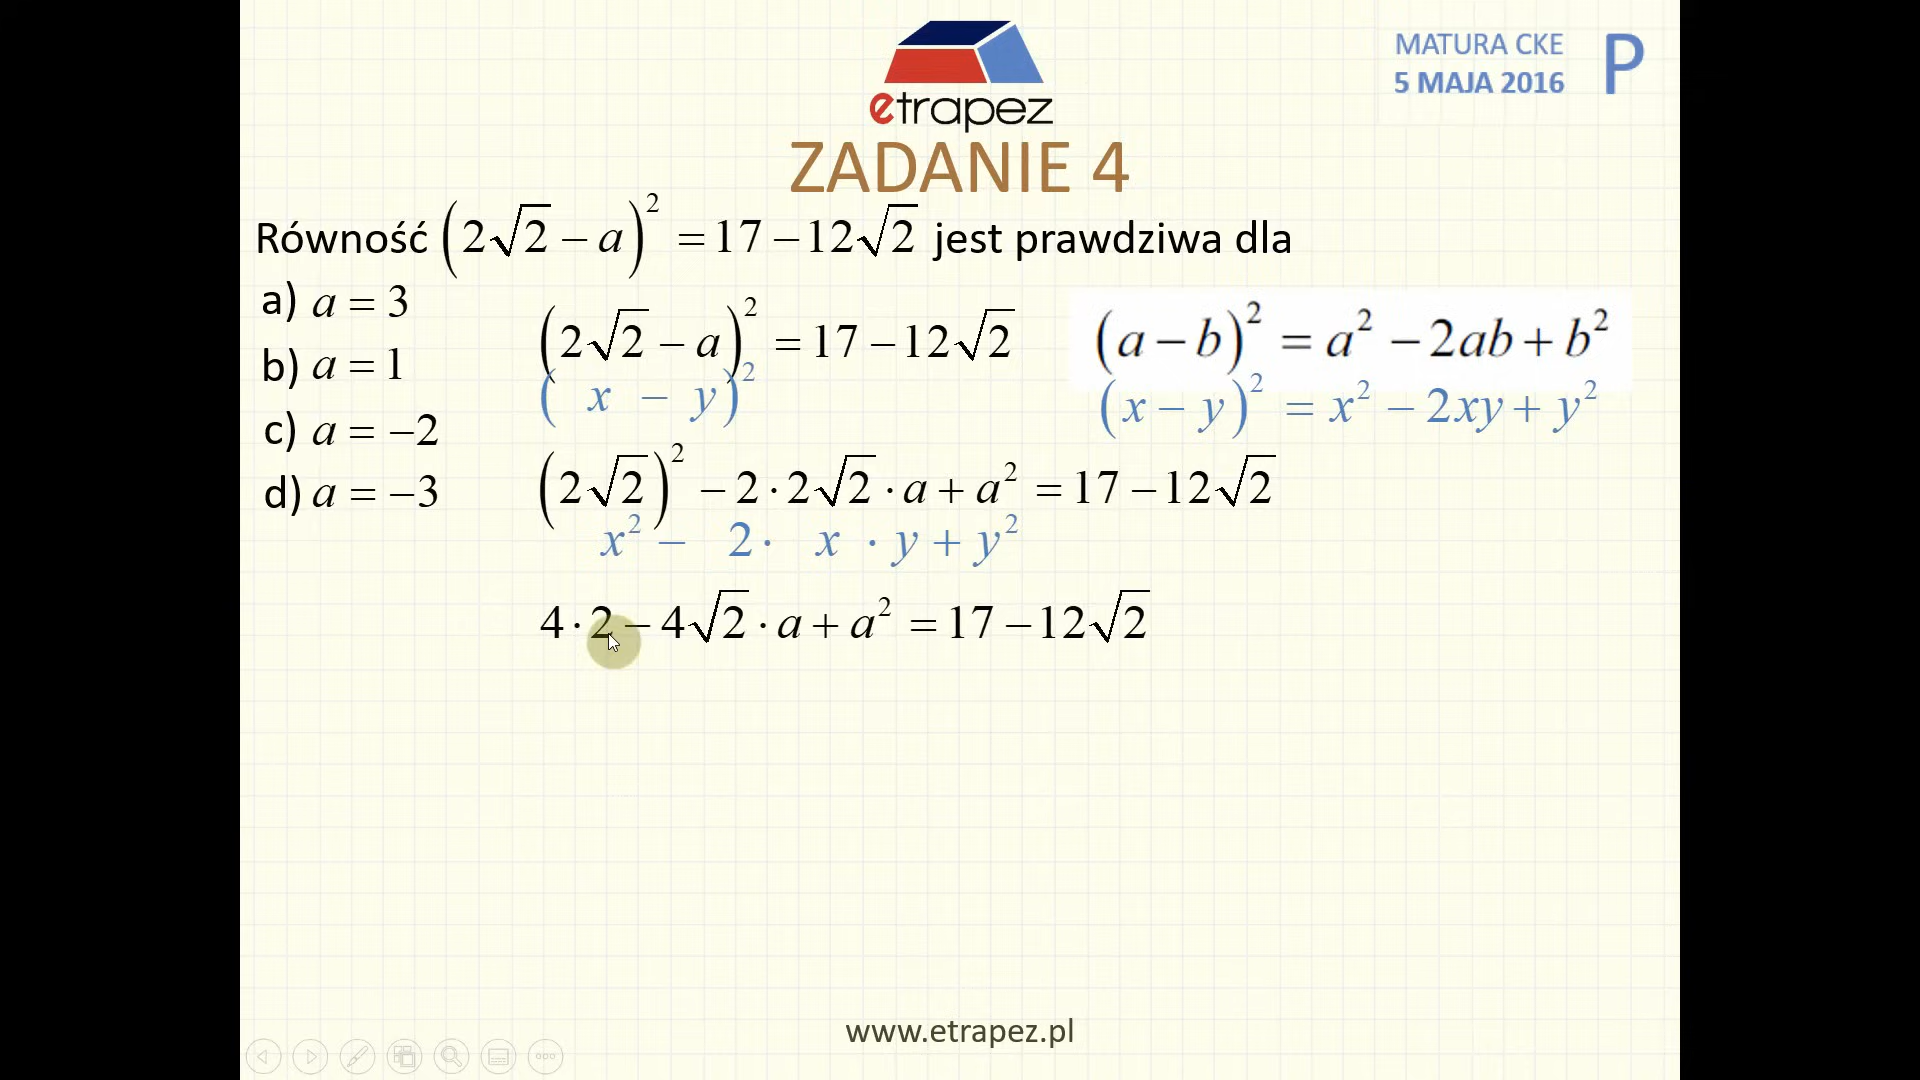 etrapez
MATURA CKE
5 MAJA 2016
P
ZADANIE 4
Równość (2√2 − a)² = 17 − 12√2 jest prawdziwa dla
a) a = 3
b) a = 1
c) a = −2
d) a = −3
(2√2 − a)² = 17 − 12√2
( x − y)²
(a − b)² = a² − 2ab + b²
(x − y)² = x² − 2xy + y²
(2√2)² − 2·2√2·a + a² = 17 − 12√2
x² − 2· x ·y + y²
4·2 − 4√2·a + a² = 17 − 12√2
www.etrapez.pl